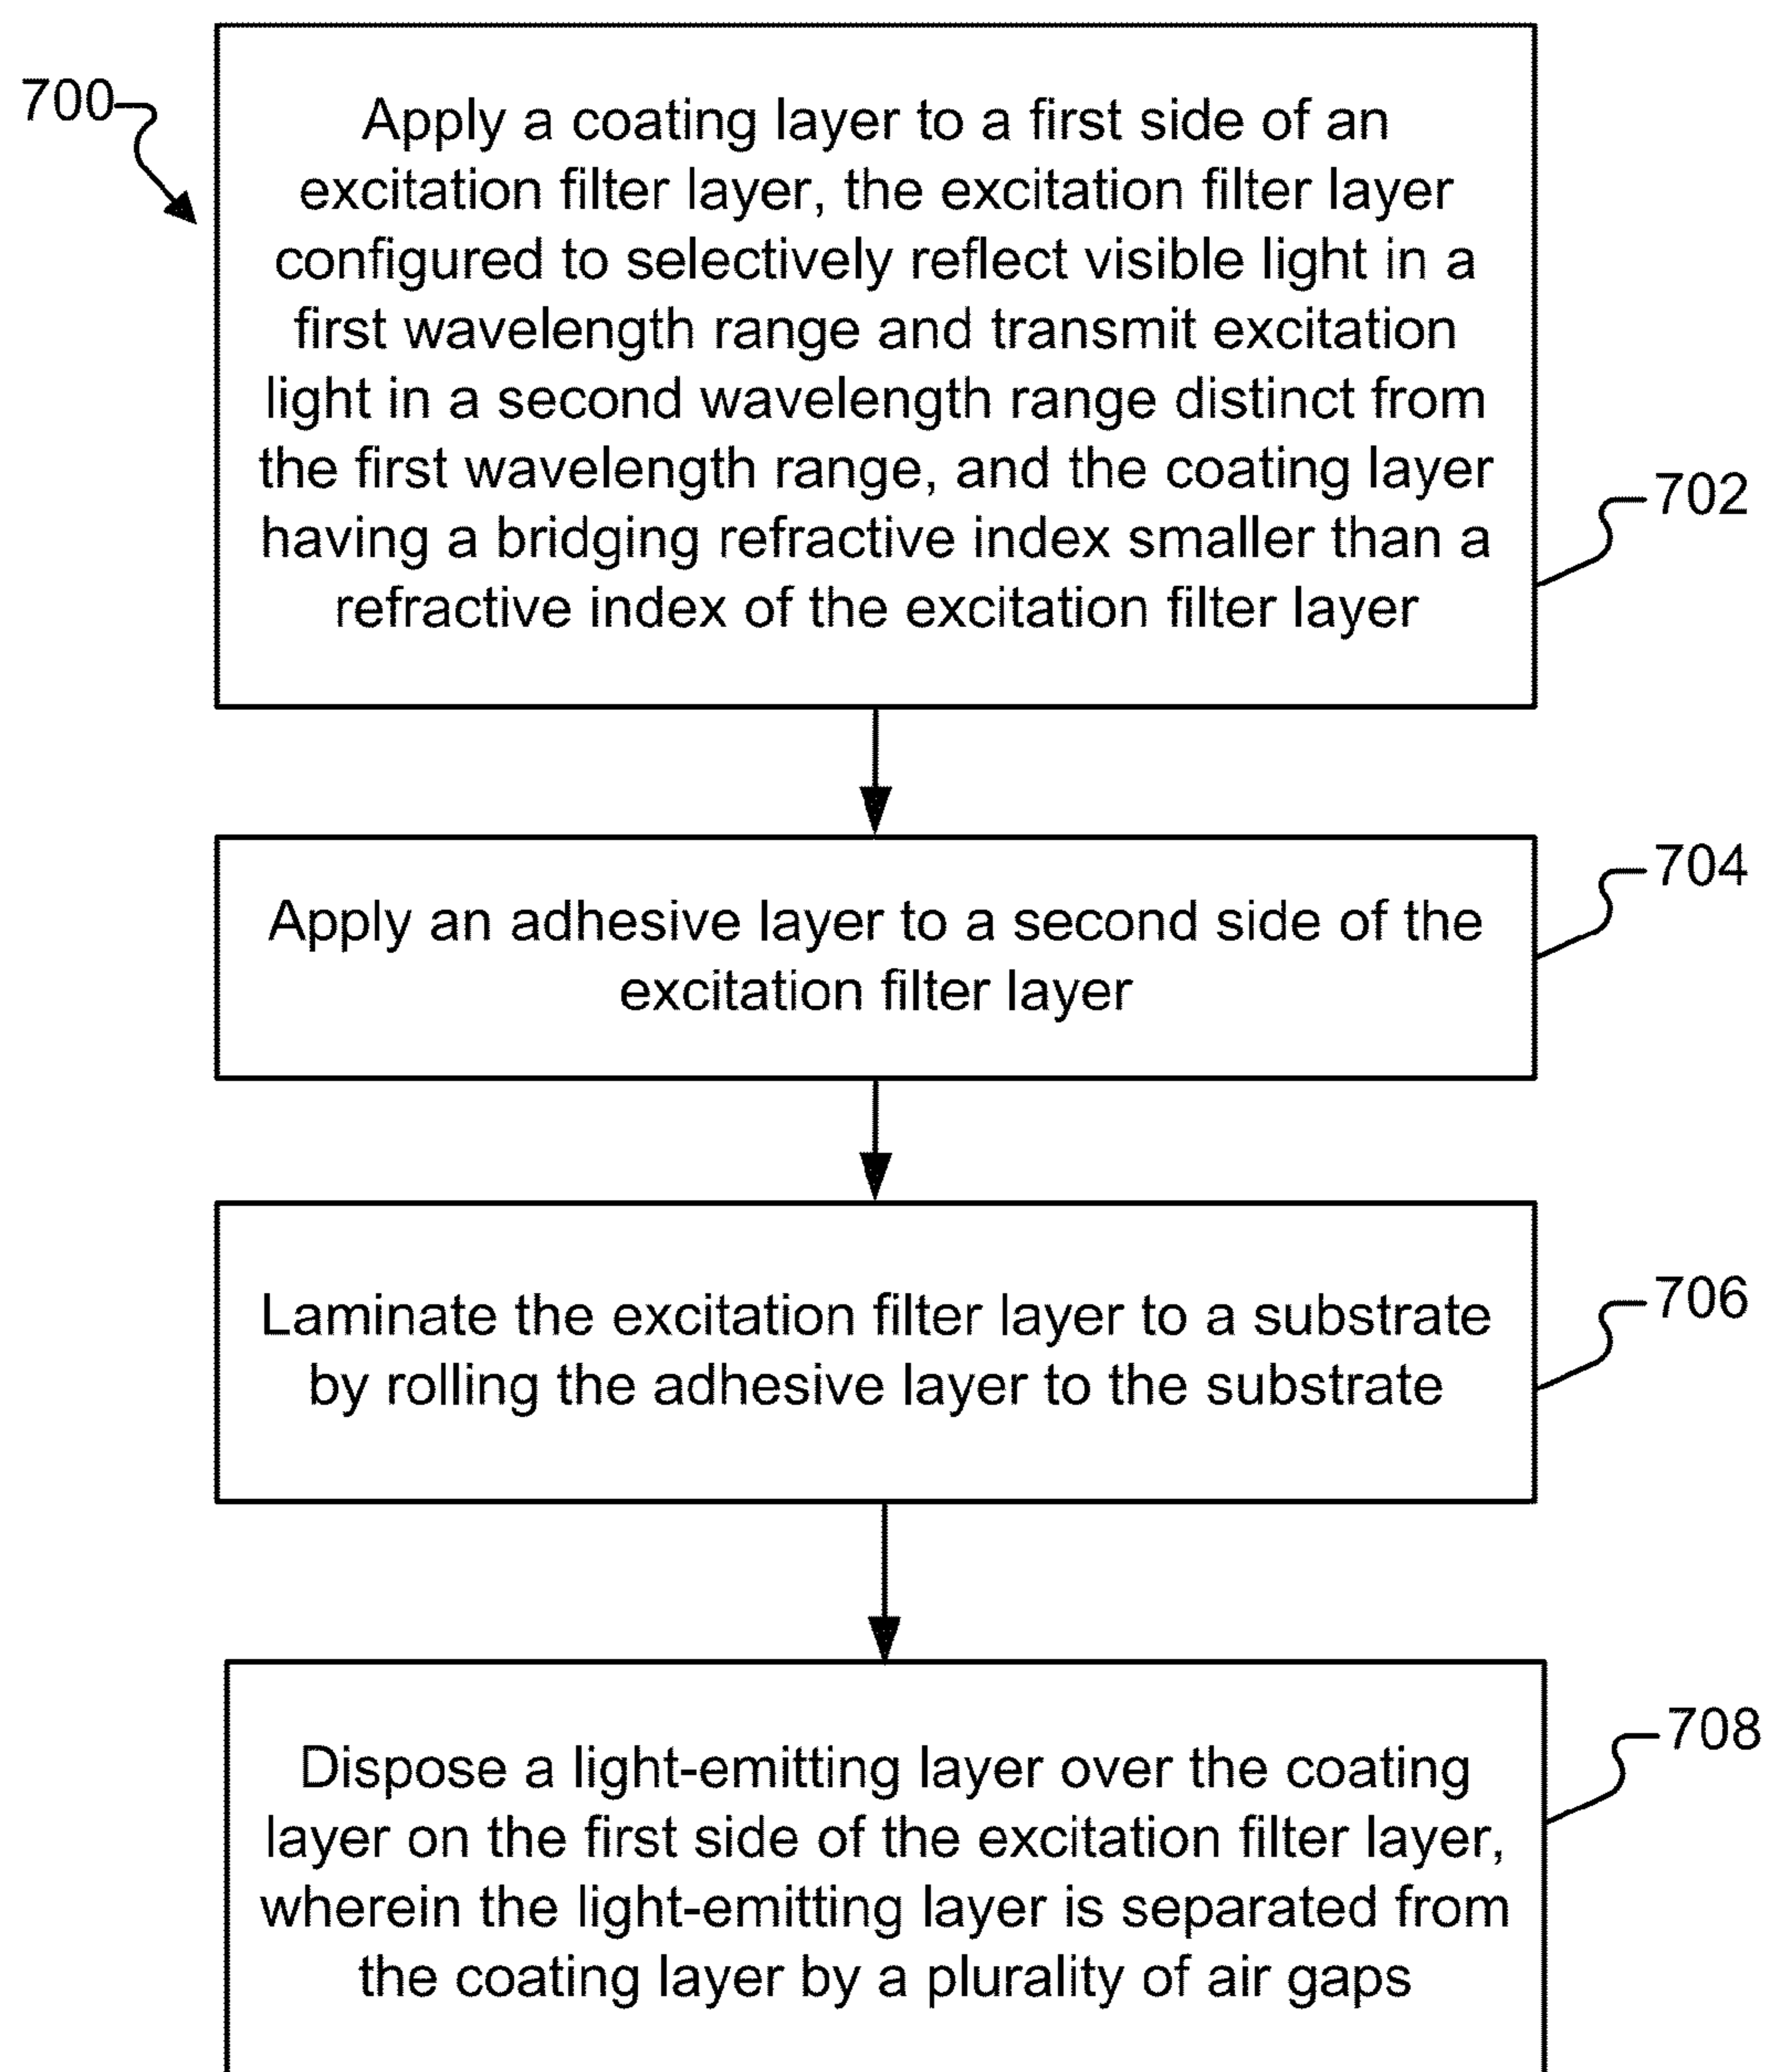 700
Apply a coating layer to a first side of an
excitation filter layer, the excitation filter layer
configured to selectively reflect visible light in a
first wavelength range and transmit excitation
light in a second wavelength range distinct from
the first wavelength range, and the coating layer
having a bridging refractive index smaller than a
refractive index of the excitation filter layer
702
Apply an adhesive layer to a second side of the
excitation filter layer
704
Laminate the excitation filter layer to a substrate
by rolling the adhesive layer to the substrate
706
Dispose a light-emitting layer over the coating
layer on the first side of the excitation filter layer,
wherein the light-emitting layer is separated from
the coating layer by a plurality of air gaps
708